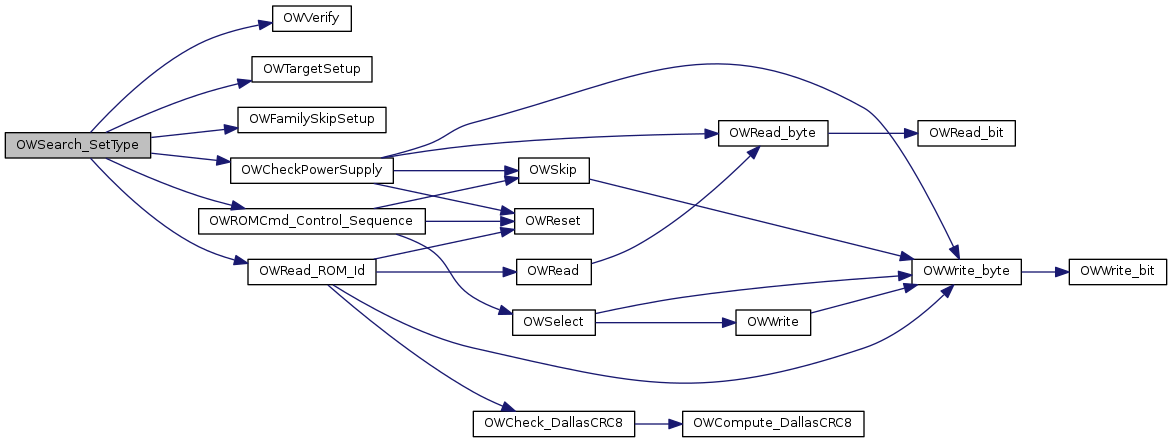 OWVerify
OWTargetSetup
OWFamilySkipSetup
OWRead_byte
OWRead_bit
OWSearch_SetType
OWCheckPowerSupply
OWSkip
OWROMCmd_Control_Sequence
OWReset
OWRead_ROM_Id
OWRead
OWWrite_byte
OWWrite_bit
OWSelect
OWWrite
OWCheck_DallasCRC8
OWCompute_DallasCRC8